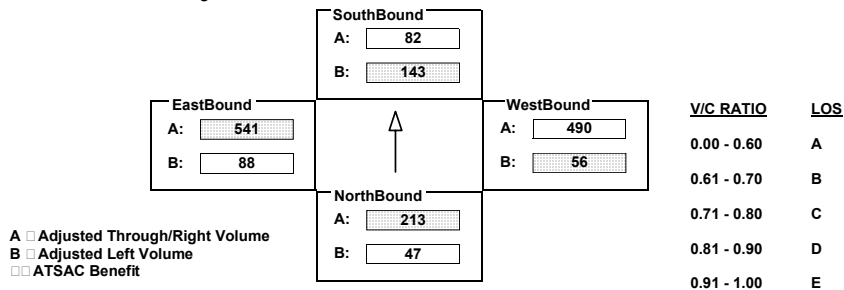 SouthBound
A: 82
B: 143
EastBound
A: 541
B: 88
WestBound
A: 490
B: 56
NorthBound
A: 213
B: 47
A □ Adjusted Through/Right Volume
B □ Adjusted Left Volume
□□ ATSAC Benefit
V/C RATIO LOS
0.00 - 0.60 A
0.61 - 0.70 B
0.71 - 0.80 C
0.81 - 0.90 D
0.91 - 1.00 E